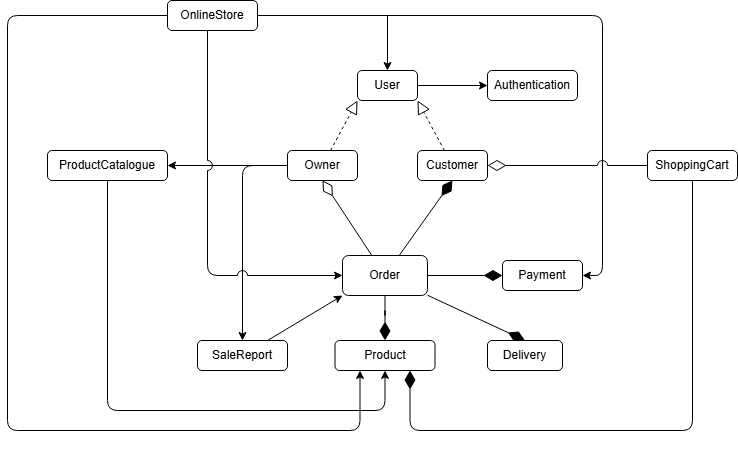 OnlineStore
User
Authentication
ProductCatalogue
Owner
Customer
ShoppingCart
Order
Payment
SaleReport
Product
Delivery